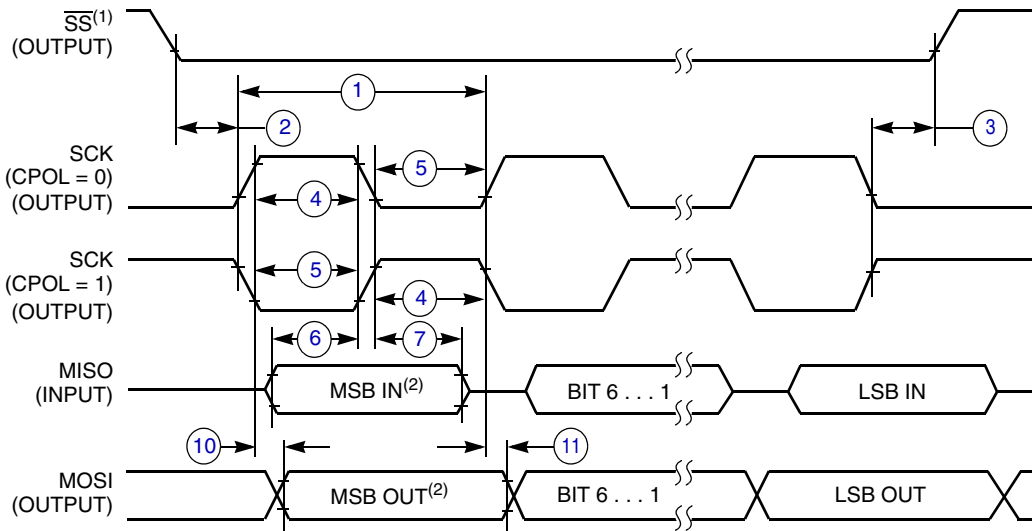 SS(1)
(OUTPUT)
1
2
3
SCK
(CPOL = 0)
(OUTPUT)
5
4
SCK
(CPOL = 1)
(OUTPUT)
5
4
6
7
MISO
(INPUT)
MSB IN(2)
BIT 6 . . . 1
LSB IN
10
11
MOSI
(OUTPUT)
MSB OUT(2)
BIT 6 . . . 1
LSB OUT